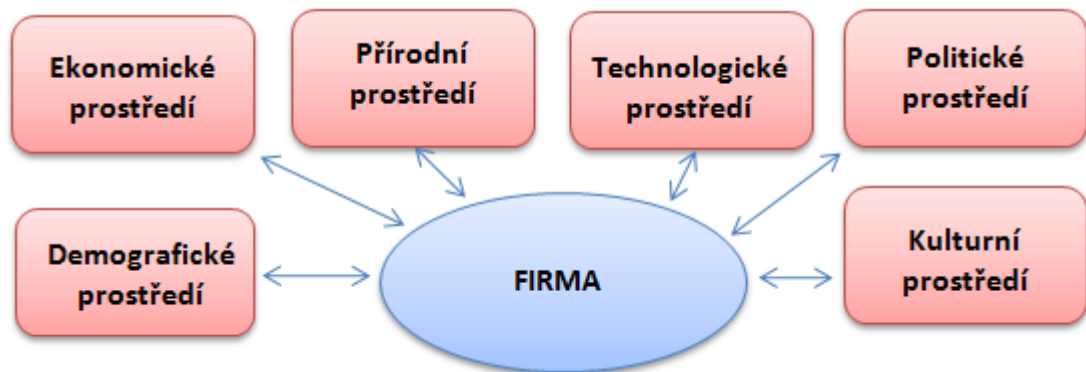 Ekonomické
prostředí
Přírodní
prostředí
Technologické
prostředí
Politické
prostředí
Demografické
prostředí
FIRMA
Kulturní
prostředí